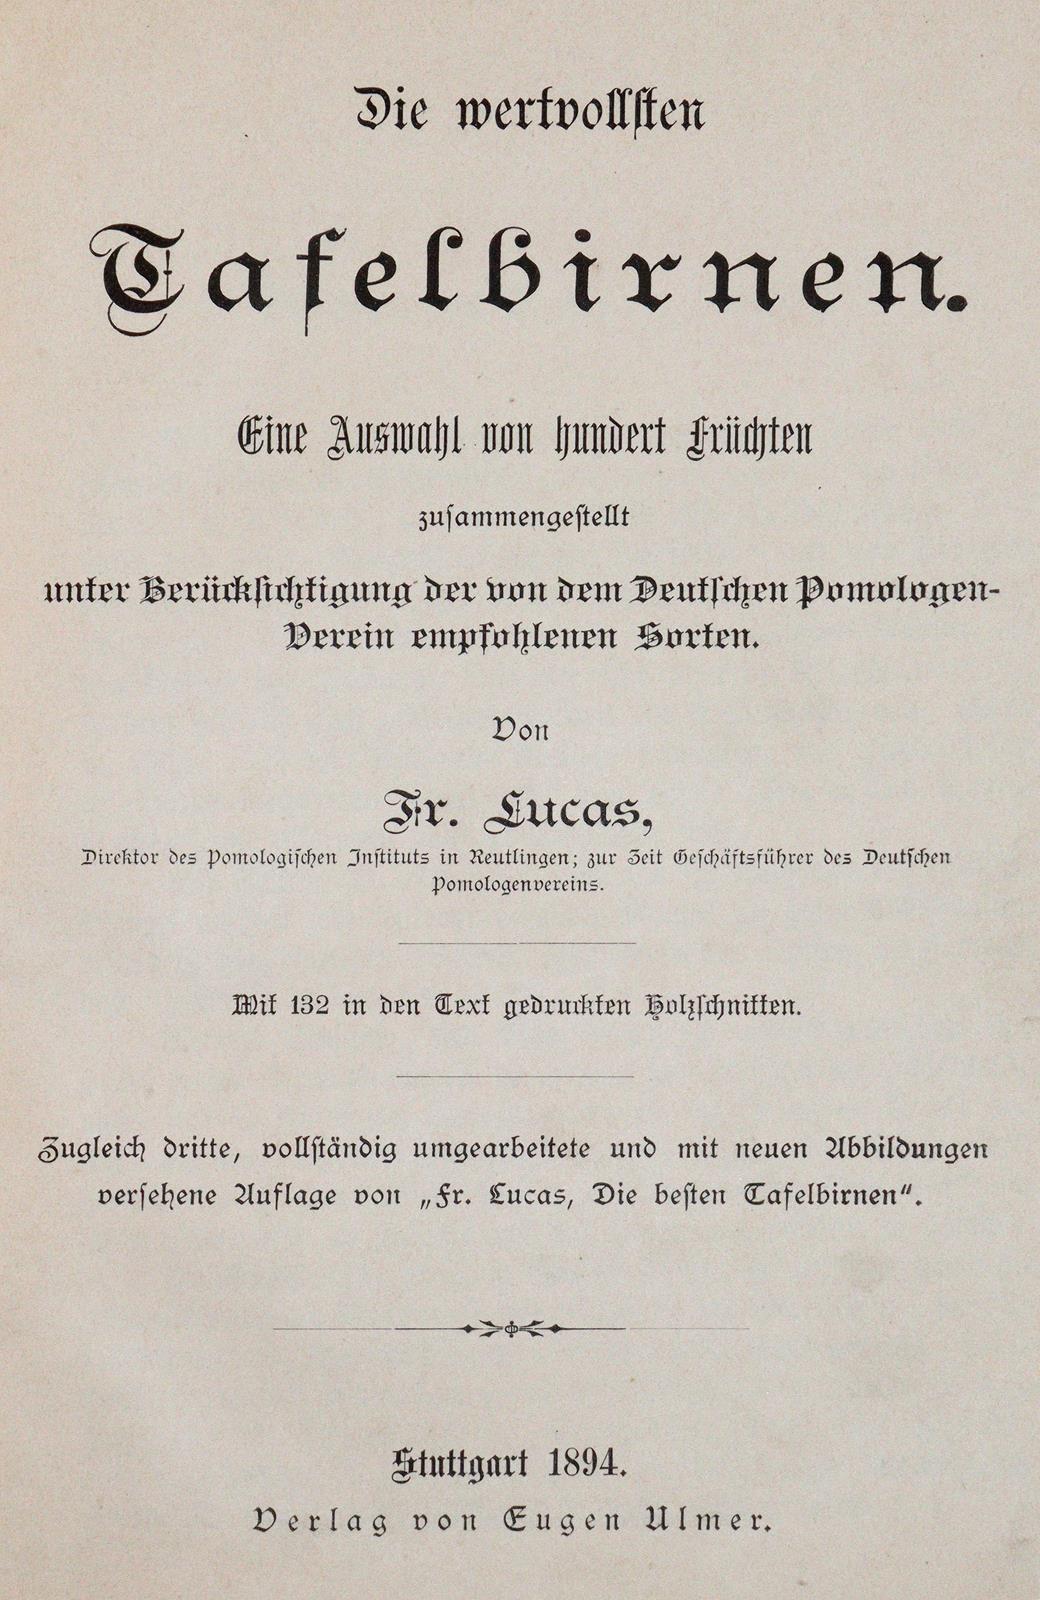 Die wertvollsten
Tafelbirnen.
Eine Auswahl von hundert Früchten
zusammengestellt
unter Berücksichtigung der von dem Deutschen Pomologen-
Verein empfohlenen Sorten.
Von
Fr. Lucas,
Direktor des Pomologischen Instituts in Reutlingen; zur Zeit Geschäftsführer des Deutschen
Pomologenvereins.
Mit 132 in den Text gedruckten Holzschnitten.
Zugleich dritte, vollständig umgearbeitete und mit neuen Abbildungen
versehene Auflage von „Fr. Lucas, Die besten Tafelbirnen“.
Stuttgart 1894.
Verlag von Eugen Ulmer.